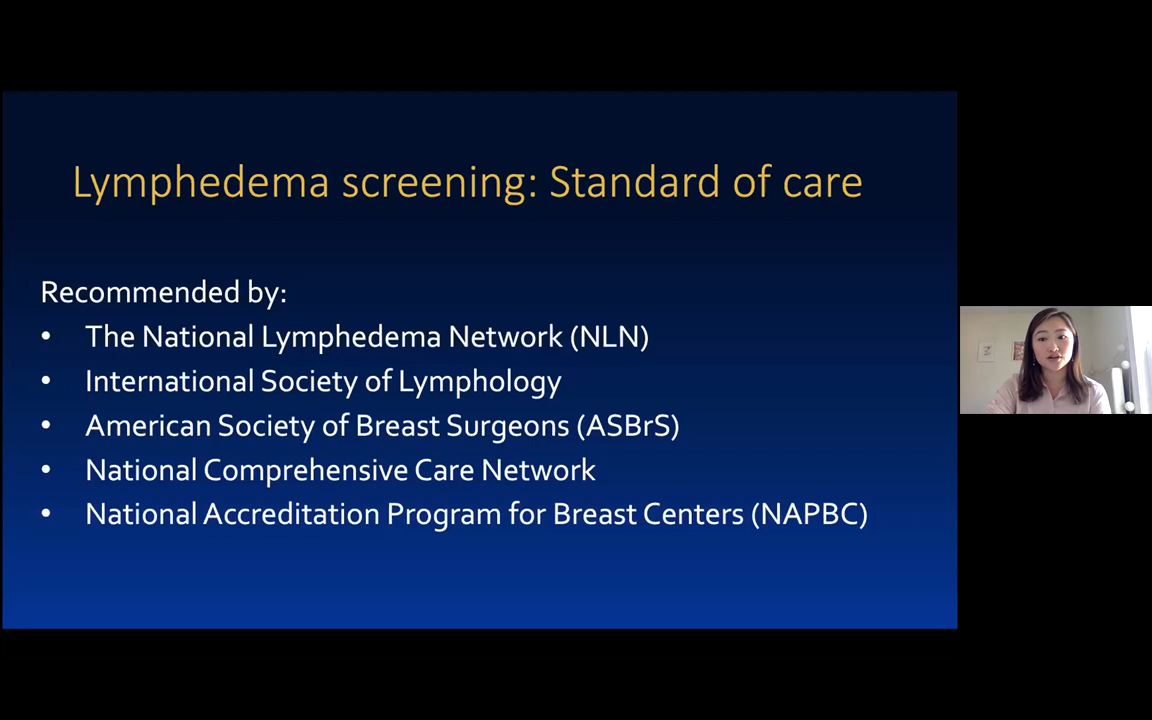 Lymphedema screening: Standard of care
Recommended by:
• The National Lymphedema Network (NLN)
• International Society of Lymphology
• American Society of Breast Surgeons (ASBrS)
• National Comprehensive Care Network
• National Accreditation Program for Breast Centers (NAPBC)